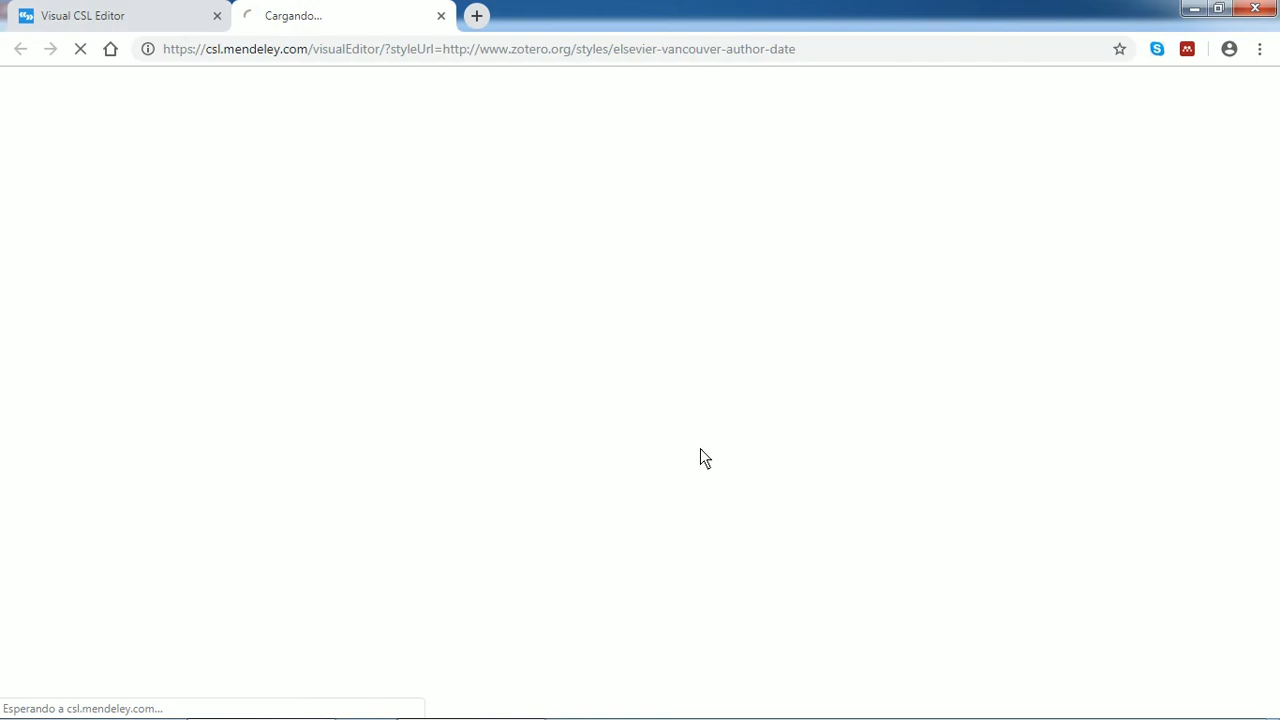 Visual CSL Editor
Cargando...
https://csl.mendeley.com/visualEditor/?styleUrl=http://www.zotero.org/styles/elsevier-vancouver-author-date
Esperando a csl.mendeley.com...